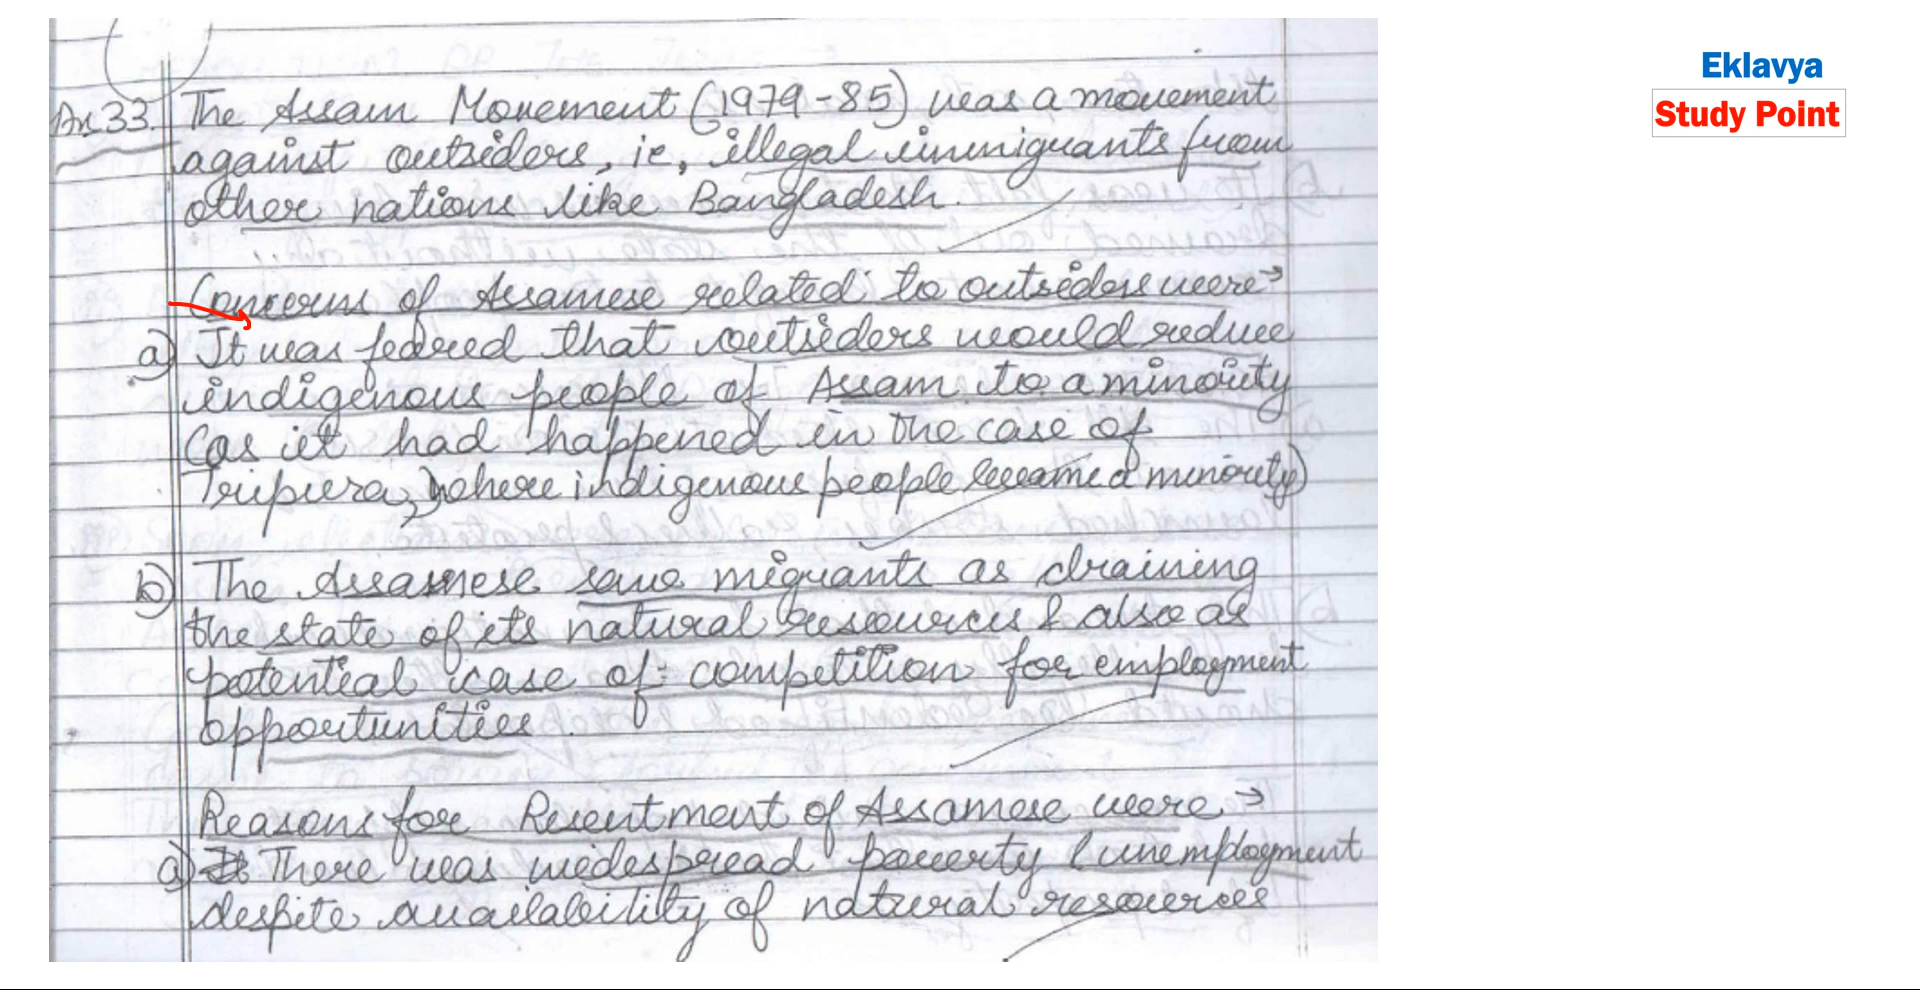 Eklavya
Study Point
Ans 33. The Assam Movement (1979-85) was a movement
against outsiders, ie, illegal immigrants from
other nations like Bangladesh.
Concerns of Assamese related to outsiders were →
a) It was feared that outsiders would reduce
indigenous people of Assam to a minority
(as it had happened in the case of
Tripura, where indigenous people became a minority)
b) The Assamese saw migrants as draining
the state of its natural resources & also as
potential case of competition for employment
opportunities.
Reasons for Resentment of Assamese were →
a) There was widespread poverty & unemployment
despite availability of natural resources